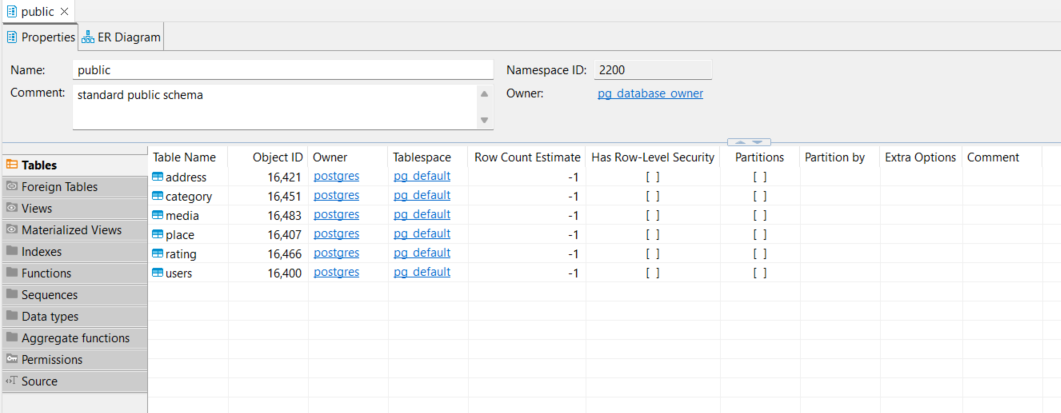 public
Properties ER Diagram
Name: public Namespace ID: 2200
Comment: standard public schema Owner: pg_database_owner
Tables Table Name Object ID Owner Tablespace Row Count Estimate Has Row-Level Security Partitions Partition by Extra Options Comment
address 16,421 postgres pg_default -1 [ ] [ ]
Foreign Tables category 16,451 postgres pg_default -1 [ ] [ ]
Views media 16,483 postgres pg_default -1 [ ] [ ]
Materialized Views place 16,407 postgres pg_default -1 [ ] [ ]
Indexes rating 16,466 postgres pg_default -1 [ ] [ ]
Functions users 16,400 postgres pg_default -1 [ ] [ ]
Sequences
Data types
Aggregate functions
Permissions
Source